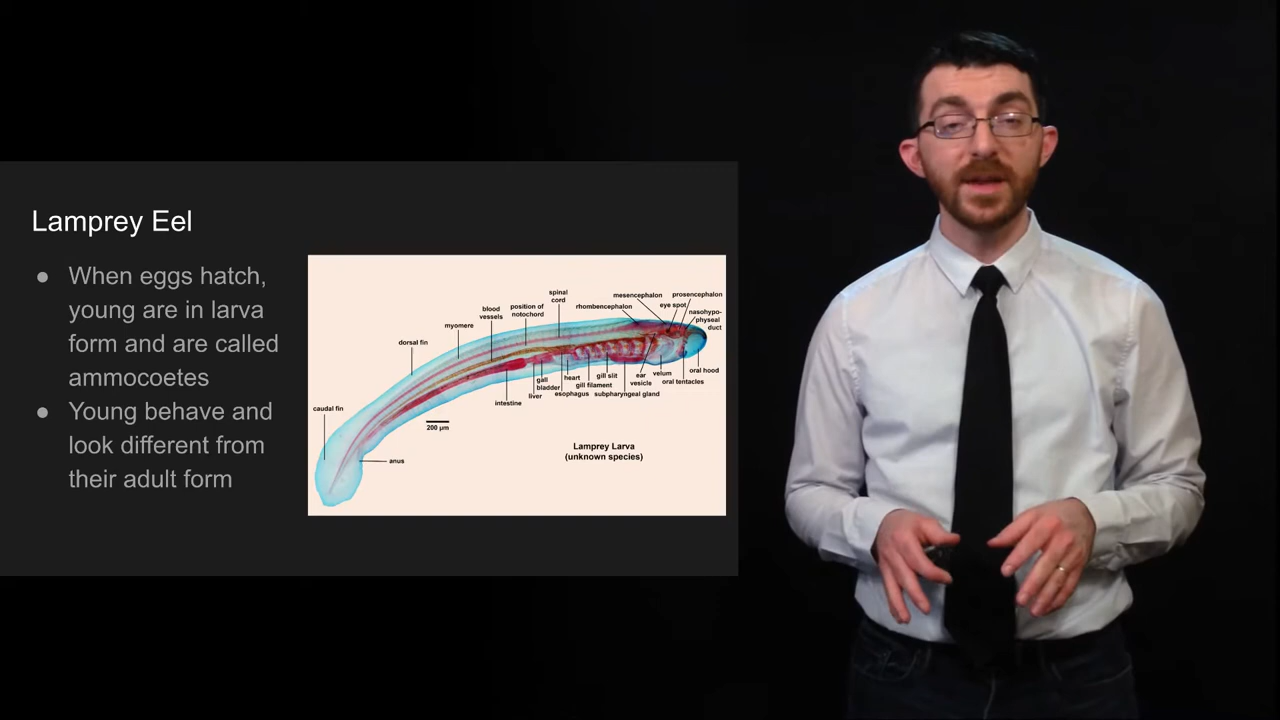 Lamprey Eel
● When eggs hatch,
young are in larva
form and are called
ammocoetes
● Young behave and
look different from
their adult form
caudal fin
dorsal fin
myomere
blood
vessels
position of
notochord
spinal
cord
rhombencephalon
mesencephalon
eye spot
prosencephalon
nasohypo-
physeal
duct
oral hood
oral tentacles
velum
ear
vesicle
subpharyngeal gland
gill slit
gill filament
heart
esophagus
gall
bladder
liver
intestine
200 µm
anus
Lamprey Larva
(unknown species)